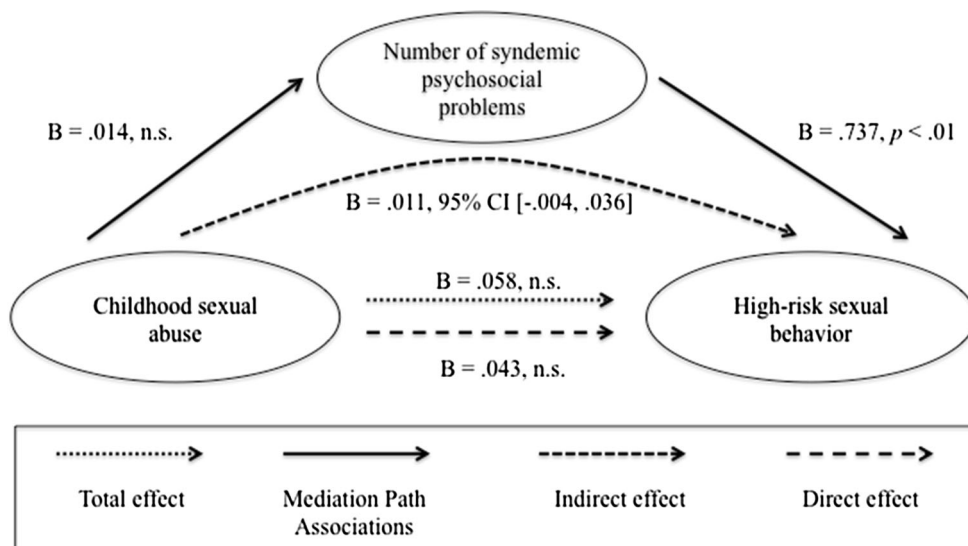 Number of syndemic
psychosocial
problems
B = .014, n.s.
B = .737, p < .01
B = .011, 95% CI [-.004, .036]
Childhood sexual
abuse
B = .058, n.s.
B = .043, n.s.
High-risk sexual
behavior
Total effect
Mediation Path
Associations
Indirect effect
Direct effect